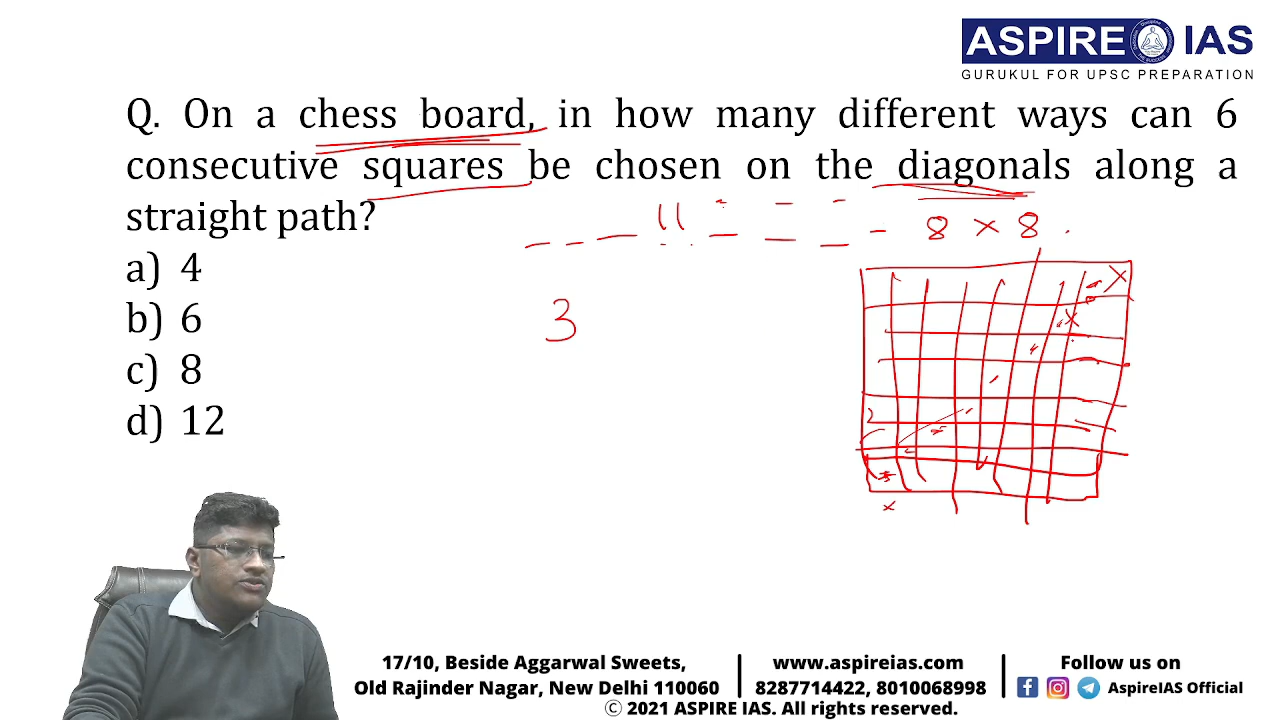 ASPIRE IAS
GURUKUL FOR UPSC PREPARATION
Q. On a chess board, in how many different ways can 6
consecutive squares be chosen on the diagonals along a
straight path?
8 × 8 .
a) 4
b) 6
3
c) 8
d) 12
17/10, Beside Aggarwal Sweets,
Old Rajinder Nagar, New Delhi 110060
www.aspireias.com
8287714422, 8010068998
Follow us on
AspireIAS Official
© 2021 ASPIRE IAS. All rights reserved.